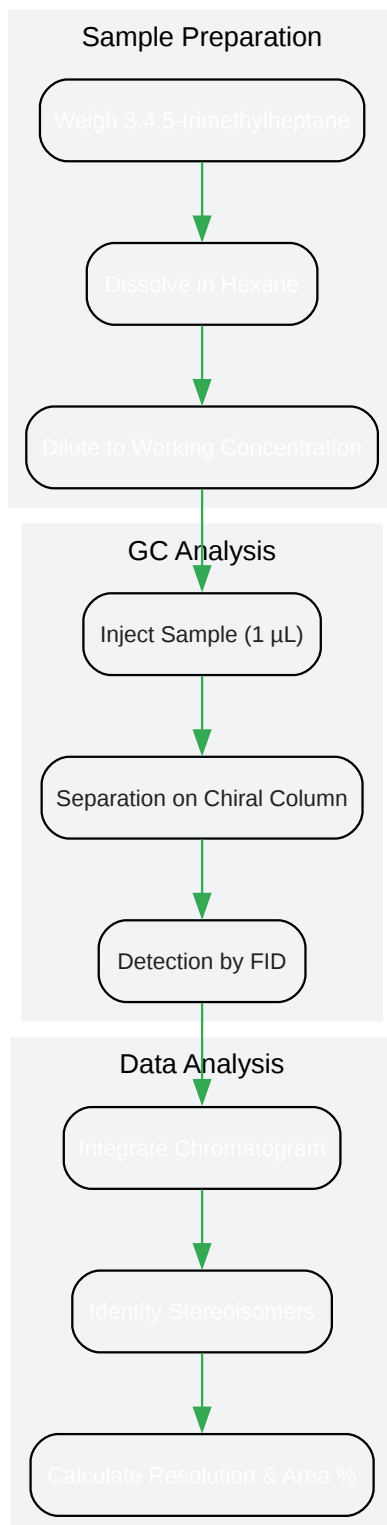 Sample Preparation
Weigh 3,4,5-trimethylheptane
Dissolve in Hexane
Dilute to Working Concentration
GC Analysis
Inject Sample (1 µL)
Separation on Chiral Column
Detection by FID
Data Analysis
Integrate Chromatogram
Identify Stereoisomers
Calculate Resolution & Area %